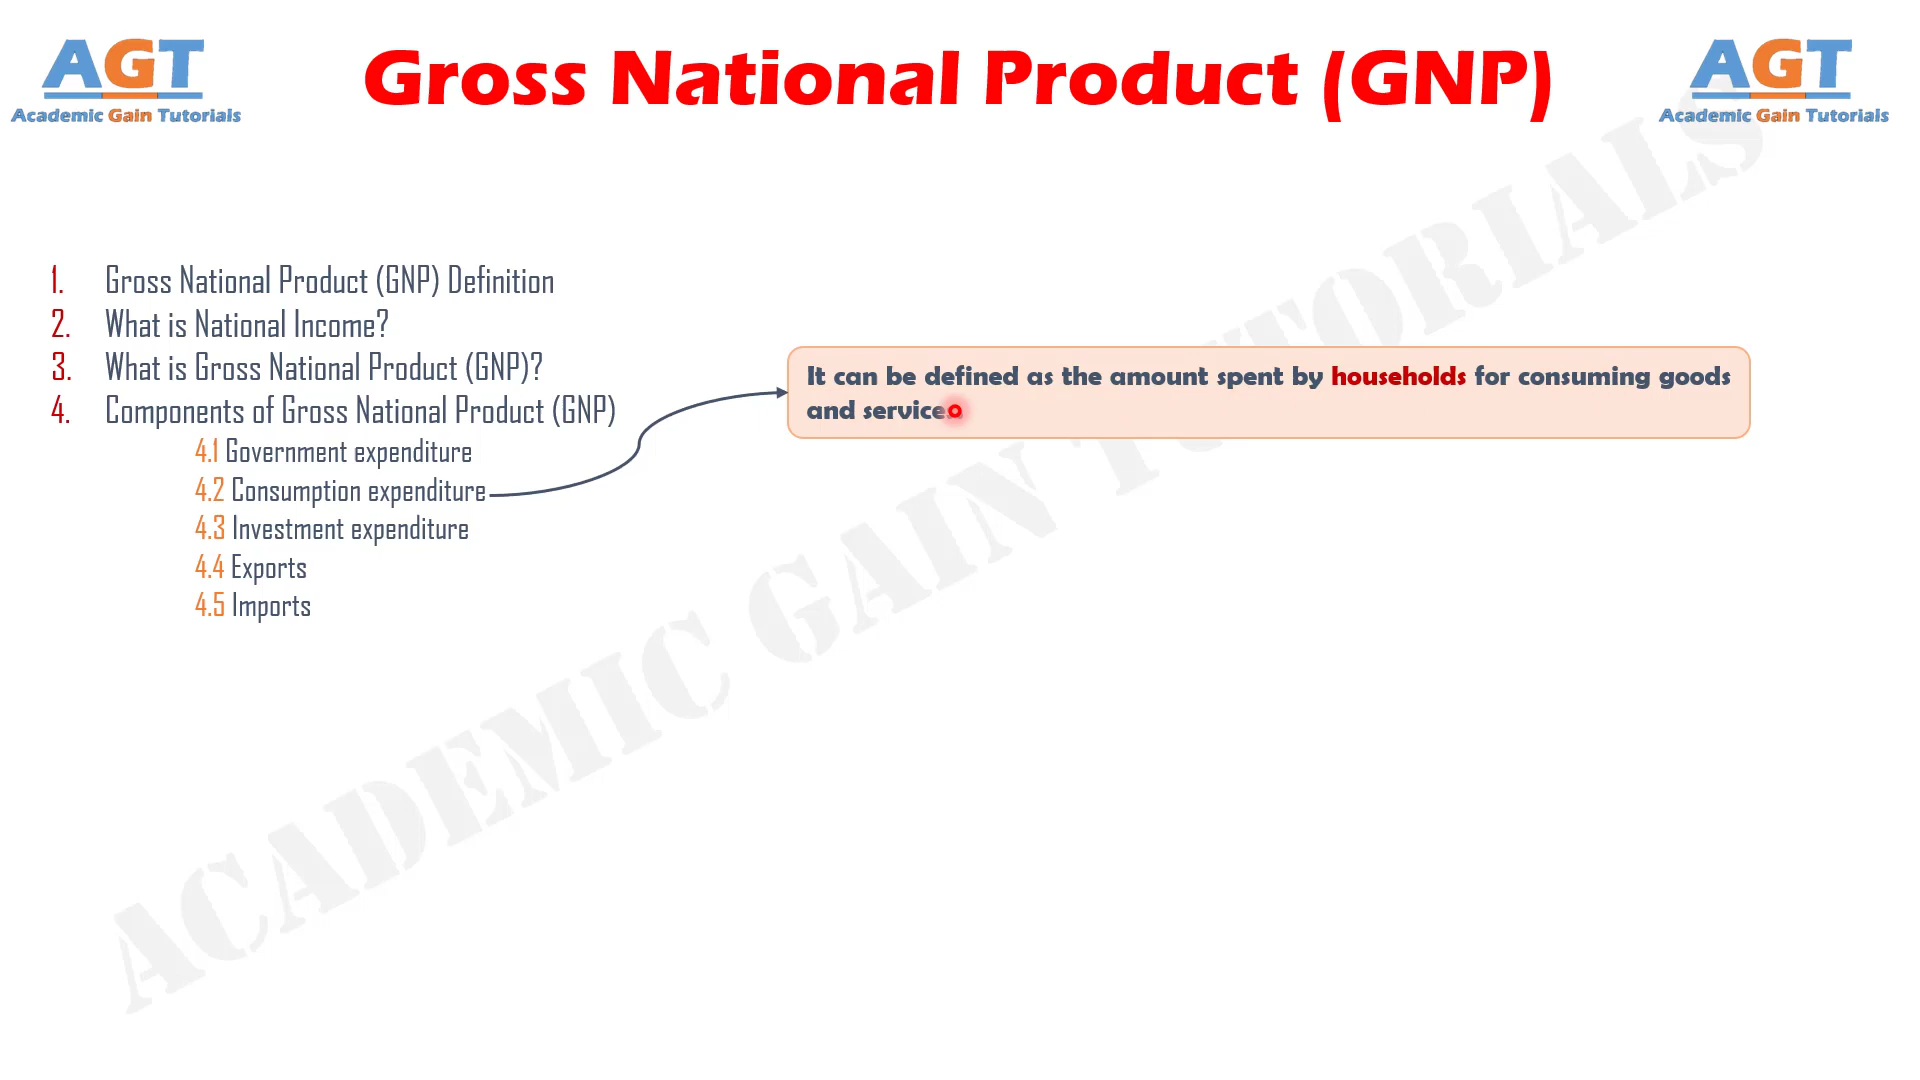 AGT
Academic Gain Tutorials
Gross National Product (GNP)
AGT
Academic Gain Tutorials
1. Gross National Product (GNP) Definition
2. What is National Income?
3. What is Gross National Product (GNP)?
4. Components of Gross National Product (GNP)
4.1 Government expenditure
4.2 Consumption expenditure
4.3 Investment expenditure
4.4 Exports
4.5 Imports
It can be defined as the amount spent by households for consuming goods
and services
ACADEMIC GAIN TUTORIALS